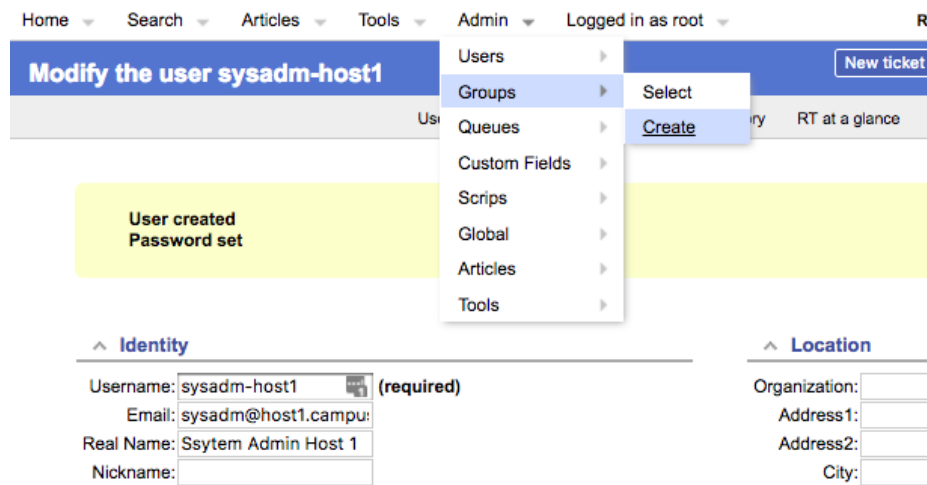 Home Search Articles Tools Admin Logged in as root R
Modify the user sysadm-host1 New ticket
Users
Groups Select
Us Queues Create ry RT at a glance
Custom Fields
Scrips
Global
Articles
Tools
User created
Password set
Identity Location
Username: sysadm-host1 (required) Organization:
Email: sysadm@host1.campu: Address1:
Real Name: Ssytem Admin Host 1 Address2:
Nickname: City: